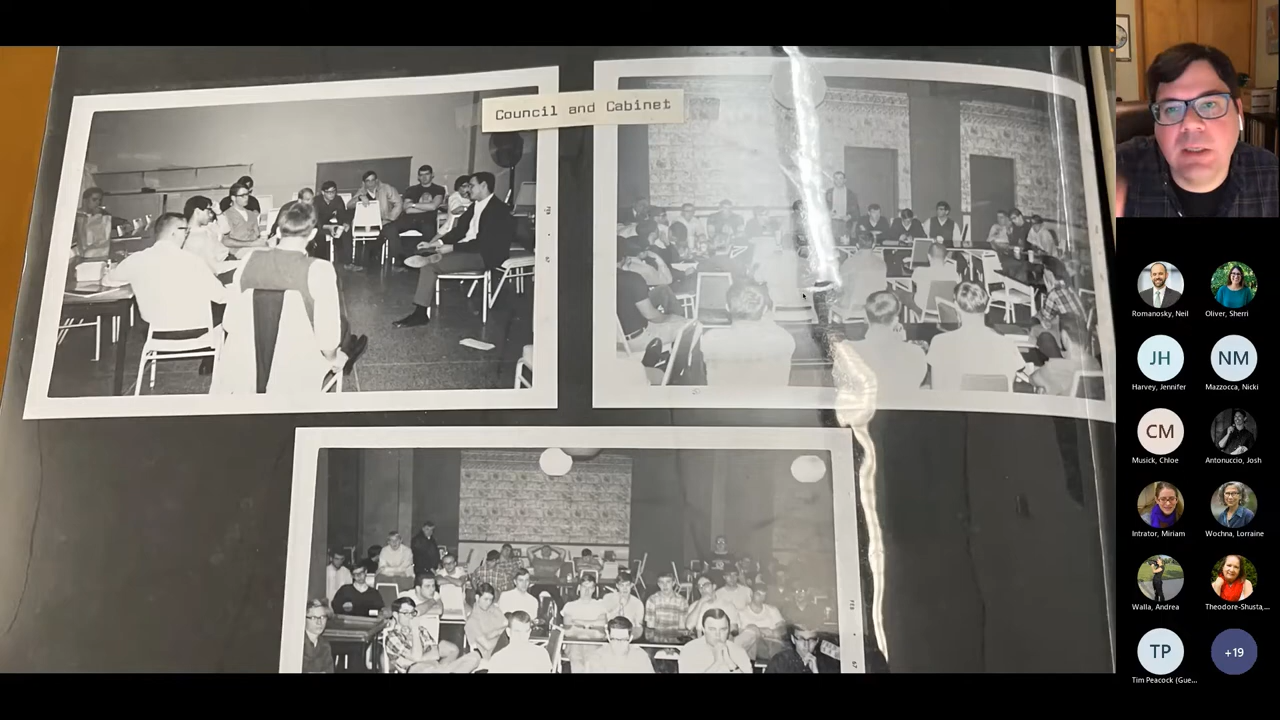 Council and Cabinet
Romanosky, Neil
Oliver, Sherri
JH
NM
Harvey, Jennifer
Mazzocca, Nicki
CM
Musick, Chloe
Antonuccio, Josh
Intrator, Miriam
Wochna, Lorraine
Walla, Andrea
Theodore-Shusta,...
TP
+19
Tim Peacock (Gue...